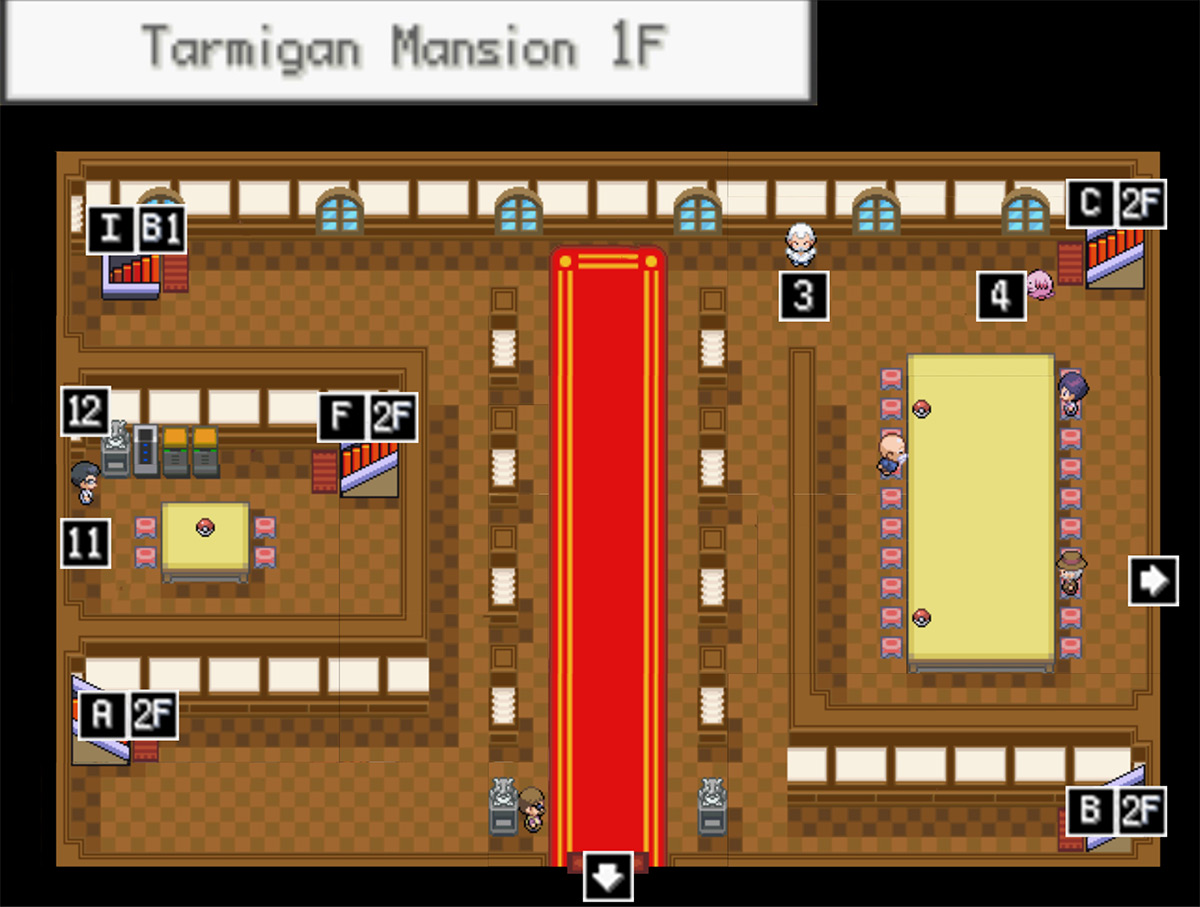 Tarmigan Mansion 1F
C 2F
I B1
3
4
12
F 2F
11
A 2F
B 2F